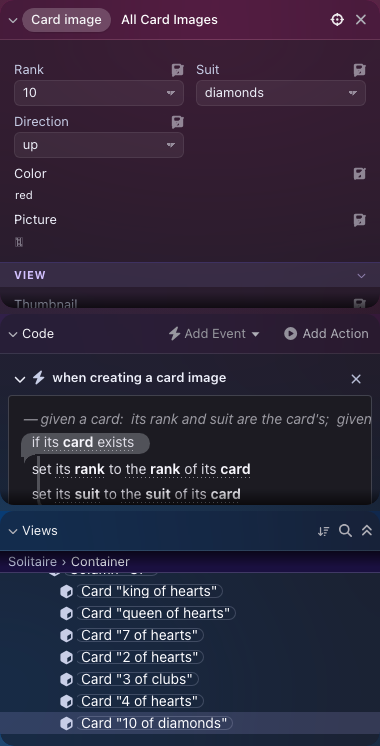 Card image All Card Images
Rank Suit
10 diamonds
Direction
up
Color
red
Picture
VIEW
Thumbnail
Code Add Event Add Action
when creating a card image
— given a card: its rank and suit are the card's; given
if its card exists
set its rank to the rank of its card
set its suit to the suit of its card
Views
Solitaire › Container
Card "king of hearts"
Card "queen of hearts"
Card "7 of hearts"
Card "2 of hearts"
Card "3 of clubs"
Card "4 of hearts"
Card "10 of diamonds"